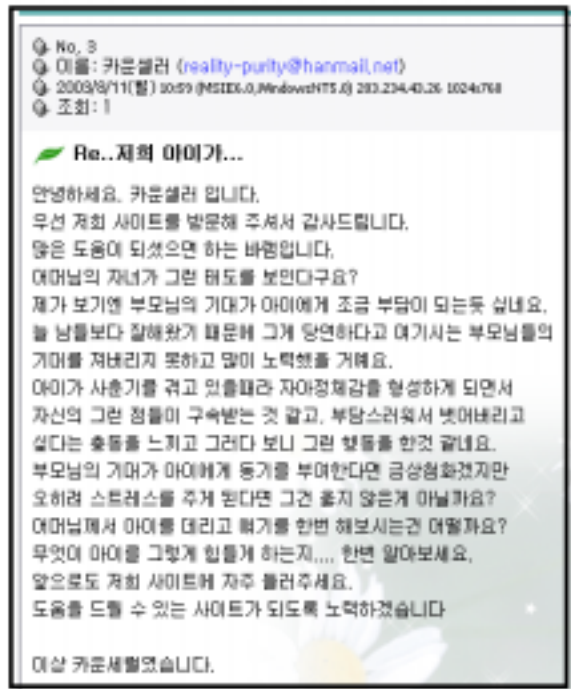 No, 3
이름: 카운셀러 (reality-purity@hanmail.net)
2003/8/11(월) 10:59 (MSIE6.0,WindowsNT5.0) 203.234.43.26 1024x768
조회: 1
Re..저희 아이가...
안녕하세요. 카운셀러 입니다.
우선 저희 사이트를 방문해 주셔서 감사드립니다.
많은 도움이 되셨으면 하는 바램입니다.
어머님의 자녀가 그런 태도를 보인다구요?
제가 보기엔 부모님의 기대가 아이에게 조금 부담이 되는듯 싶네요.
늘 남들보다 잘해왔기 때문에 그게 당연하다고 여기시는 부모님들의
기대를 져버리지 못하고 많이 노력했을 거예요.
아이가 사춘기를 겪고 있을때라 자아정체감을 형성하게 되면서
자신의 그런 점들이 구속받는 것 같고, 부담스러워서 벗어버리고
싶다는 충동을 느끼고 그러다 보니 그런 행동을 한것 같네요.
부모님의 기대가 아이에게 동기를 부여한다면 금상첨화겠지만
오히려 스트레스를 주게 된다면 그건 옳지 않은게 아닐까요?
어머님께서 아이를 데리고 얘기를 한번 해보시는건 어떨까요?
무엇이 아이를 그렇게 힘들게 하는지.... 한번 알아보세요.
앞으로도 저희 사이트에 자주 들러주세요.
도움을 드릴 수 있는 사이트가 되도록 노력하겠습니다
이상 카운세럴였습니다.